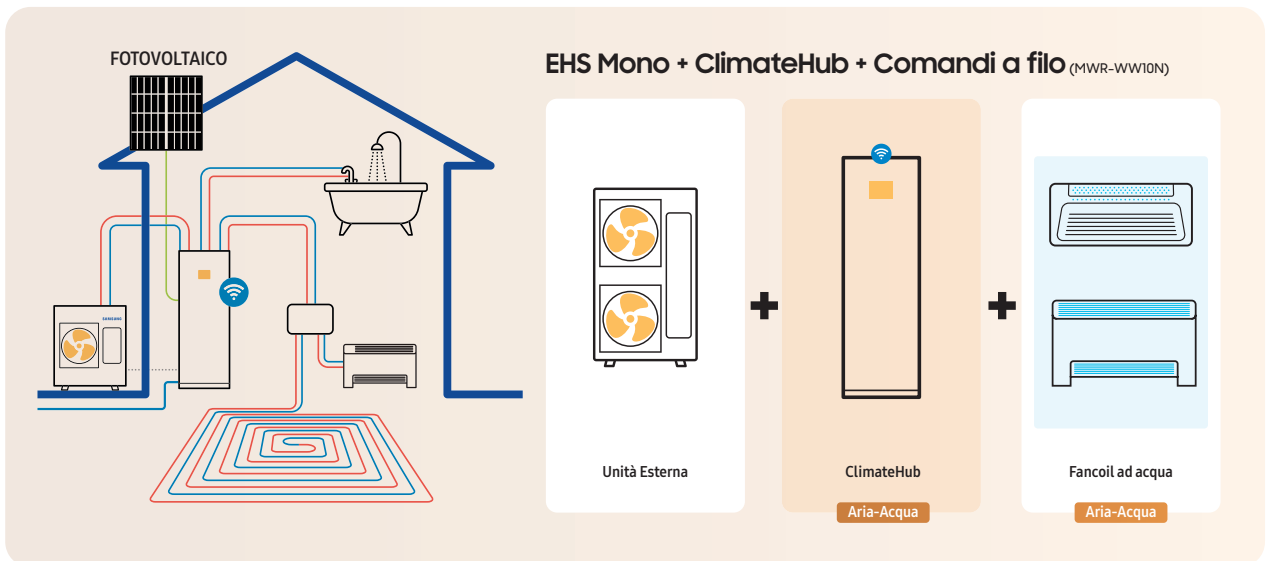 FOTOVOLTAICO
SAMSUNG
EHS Mono + ClimateHub + Comandi a filo (MWR-WW10N)
Unità Esterna
ClimateHub
Aria-Acqua
Fancoil ad acqua
Aria-Acqua